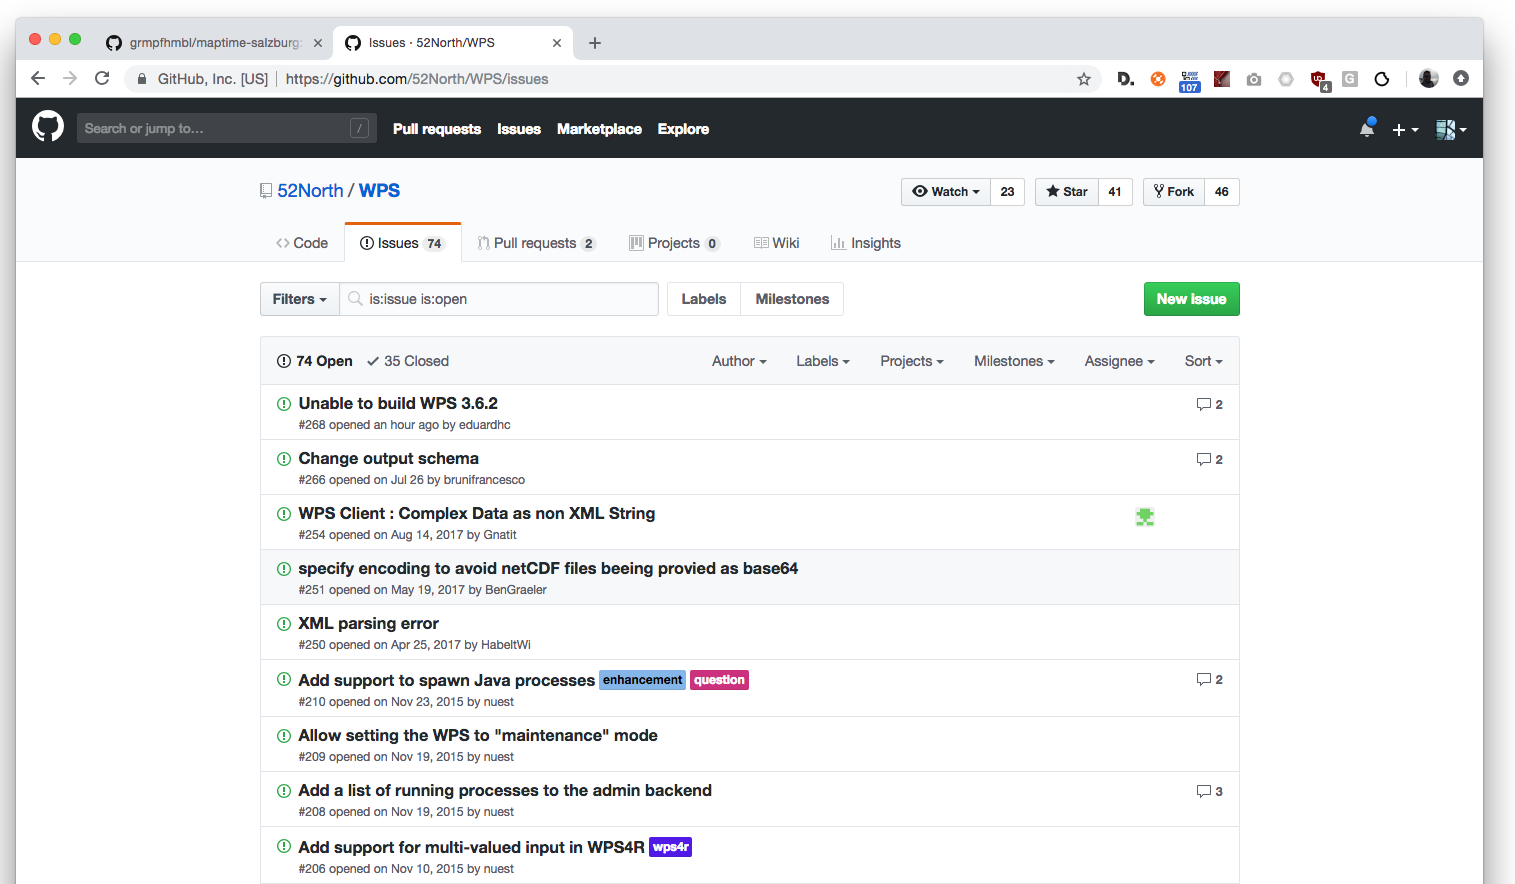 grmpfhmbl/maptime-salzburg:
Issues · 52North/WPS
GitHub, Inc. [US]
https://github.com/52North/WPS/issues
D.
107
4
G
Search or jump to...
/
Pull requests
Issues
Marketplace
Explore
52North / WPS
Watch 23
Star 41
Fork 46
Code
Issues 74
Pull requests 2
Projects 0
Wiki
Insights
Filters
is:issue is:open
Labels
Milestones
New issue
74 Open
35 Closed
Author
Labels
Projects
Milestones
Assignee
Sort
Unable to build WPS 3.6.2
2
#268 opened an hour ago by eduardhc
Change output schema
2
#266 opened on Jul 26 by brunifrancesco
WPS Client : Complex Data as non XML String
#254 opened on Aug 14, 2017 by Gnatit
specify encoding to avoid netCDF files beeing provied as base64
#251 opened on May 19, 2017 by BenGraeler
XML parsing error
#250 opened on Apr 25, 2017 by HabeltWi
Add support to spawn Java processes enhancement question
2
#210 opened on Nov 23, 2015 by nuest
Allow setting the WPS to "maintenance" mode
#209 opened on Nov 19, 2015 by nuest
Add a list of running processes to the admin backend
3
#208 opened on Nov 19, 2015 by nuest
Add support for multi-valued input in WPS4R wps4r
#206 opened on Nov 10, 2015 by nuest